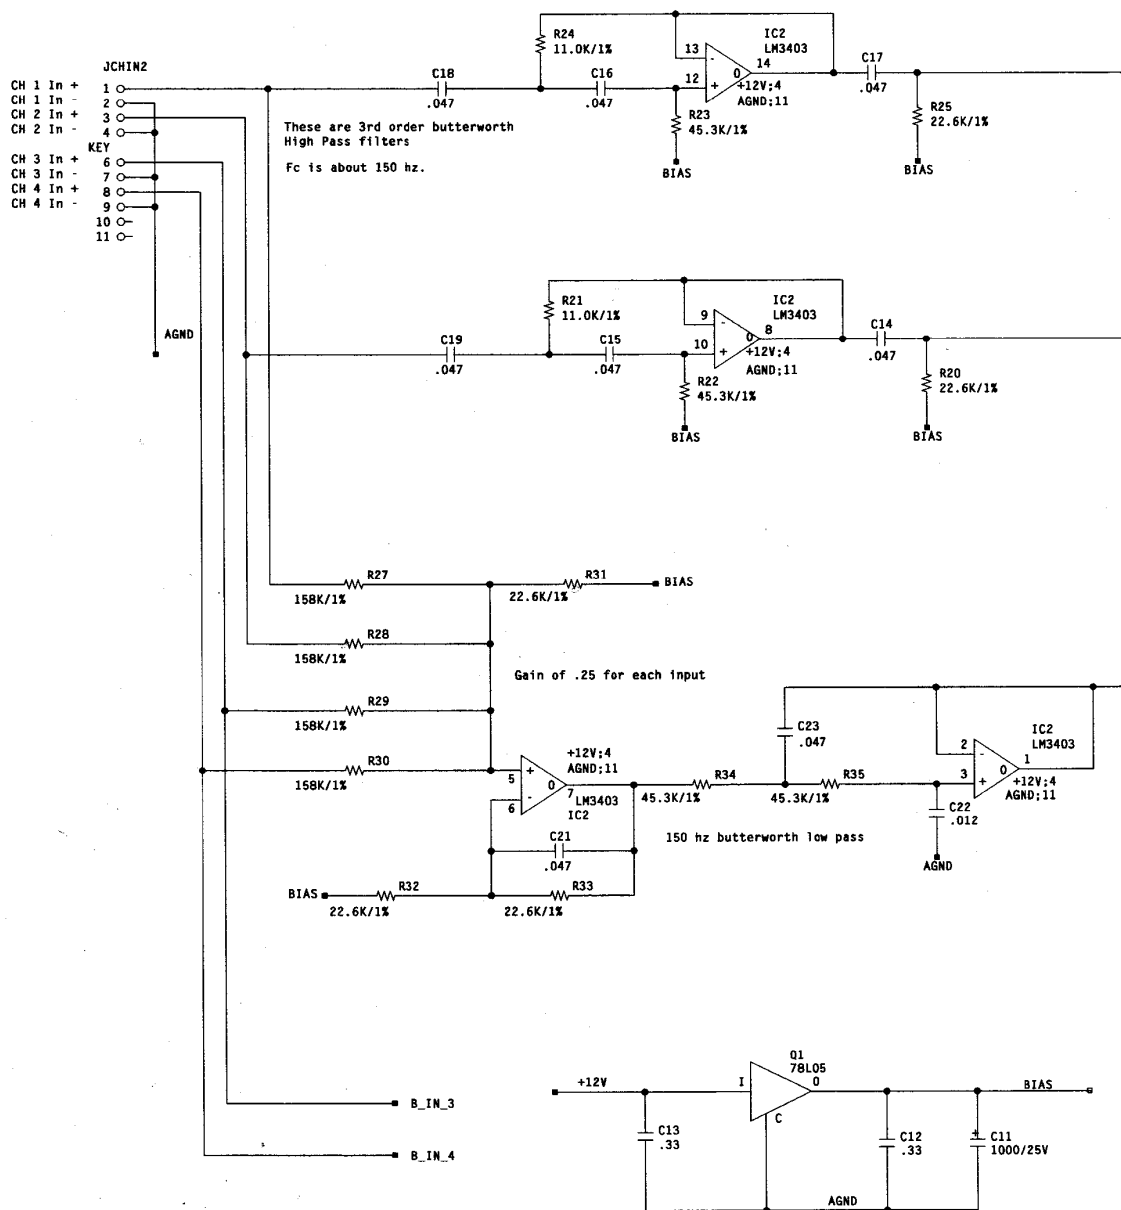 JCHIN2
CH 1 In + 1
CH 1 In - 2
CH 2 In + 3
CH 2 In - 4
KEY
CH 3 In + 6
CH 3 In - 7
CH 4 In + 8
CH 4 In - 9
10
11
AGND
C18
.047
R24
11.0K/1%
C16
.047
13
-
12
+
O
14
IC2
LM3403
+12V;4
AGND;11
R23
45.3K/1%
BIAS
C17
.047
R25
22.6K/1%
BIAS
These are 3rd order butterworth
High Pass filters
Fc is about 150 hz.
C19
.047
R21
11.0K/1%
C15
.047
9
-
10
+
O
8
IC2
LM3403
+12V;4
AGND;11
R22
45.3K/1%
BIAS
C14
.047
R20
22.6K/1%
BIAS
R27
158K/1%
R31
22.6K/1%
BIAS
R28
158K/1%
Gain of .25 for each input
R29
158K/1%
R30
158K/1%
5
+
6
-
O
7
+12V;4
AGND;11
LM3403
IC2
C21
.047
BIAS
R32
22.6K/1%
R33
22.6K/1%
R34
45.3K/1%
C23
.047
R35
45.3K/1%
2
-
3
+
O
1
IC2
LM3403
+12V;4
AGND;11
C22
.012
AGND
150 hz butterworth low pass
B_IN_3
B_IN_4
+12V
I
Q1
78L05
O
C
BIAS
C13
.33
C12
.33
+
C11
1000/25V
AGND